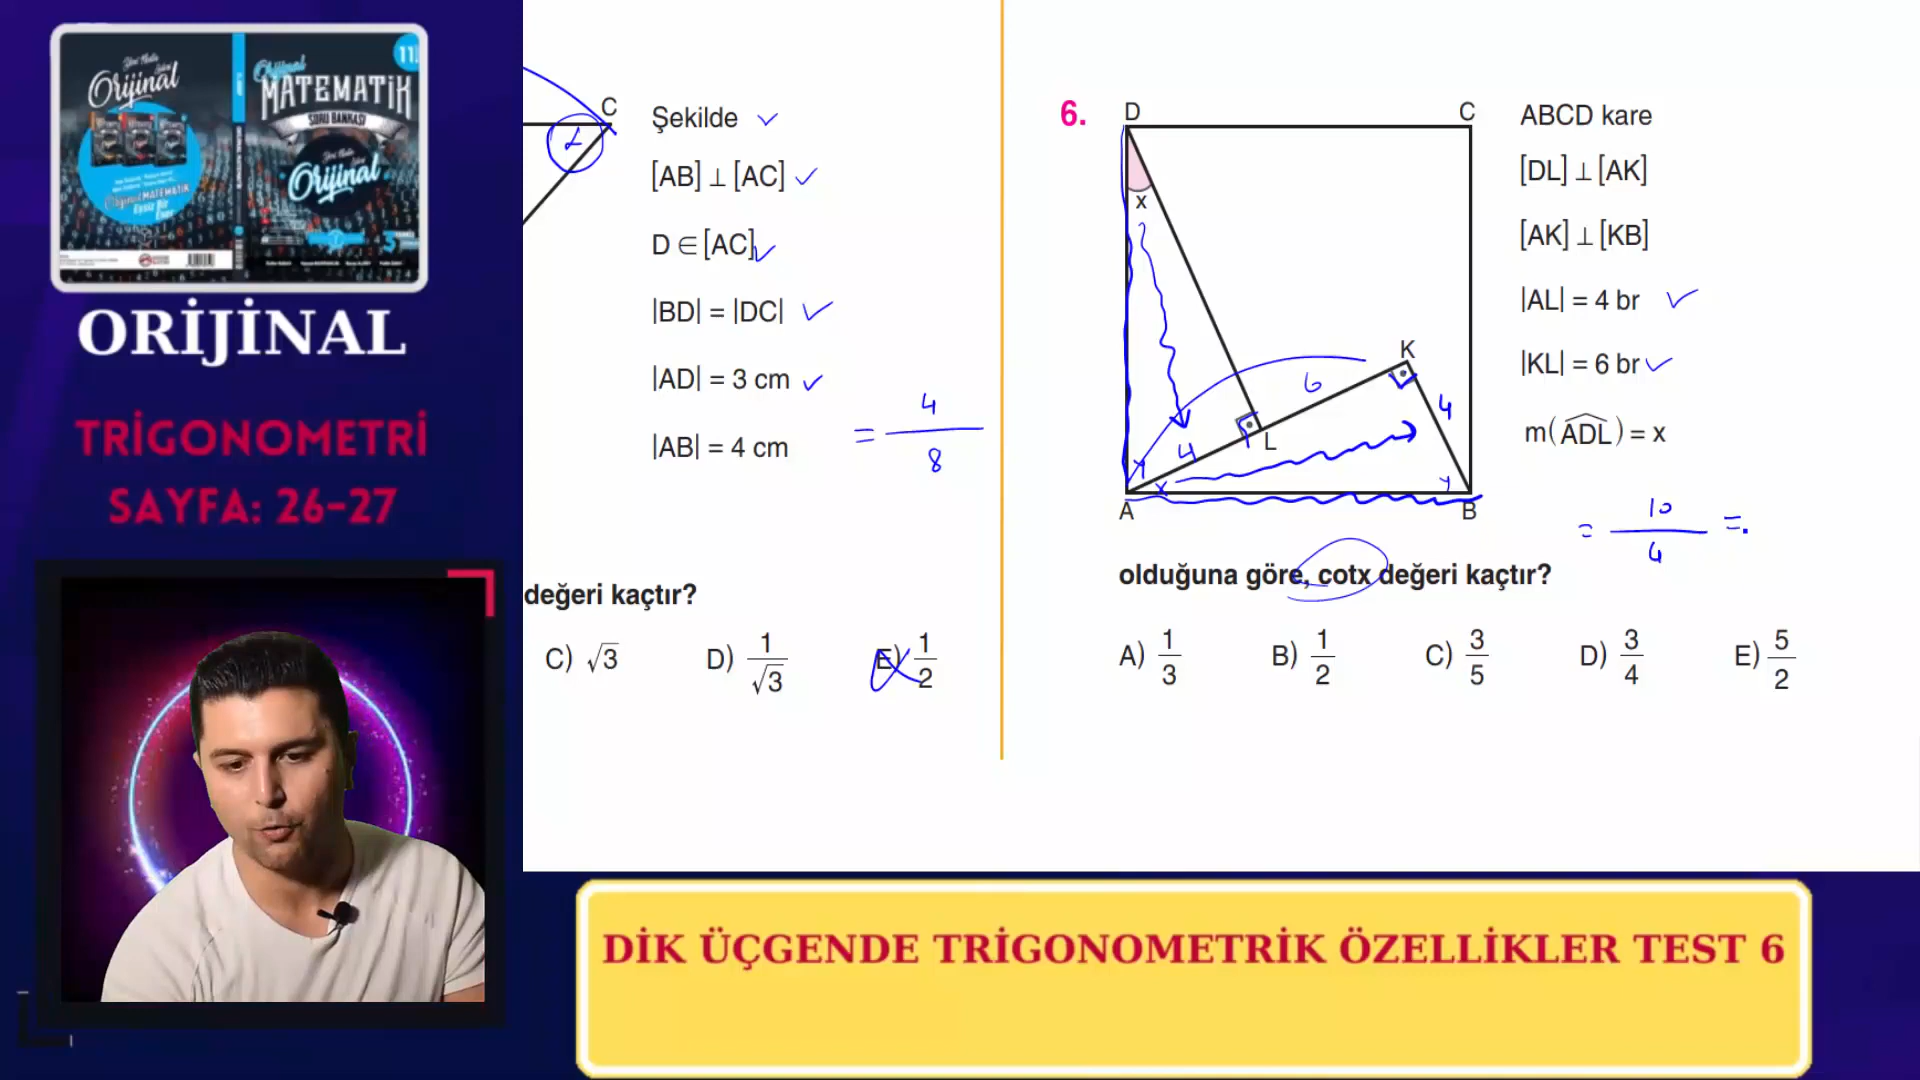 Orijinal
Orijinal
MATEMATİK
SORU BANKASI
Orijinal
11
ORİJİNAL
TRİGONOMETRİ
SAYFA: 26-27
C
Şekilde
[AB] ⊥ [AC]
D ∈ [AC]
|BD| = |DC|
|AD| = 3 cm
|AB| = 4 cm
= 4/8
değeri kaçtır?
C) √3
D) 1/√3
E) 1/2
6.
D
C
x
K
6
4
L
4
y
x
y
A
B
ABCD kare
[DL] ⊥ [AK]
[AK] ⊥ [KB]
|AL| = 4 br
|KL| = 6 br
m(ADL) = x
= 10/4 =
olduğuna göre, cotx değeri kaçtır?
A) 1/3
B) 1/2
C) 3/5
D) 3/4
E) 5/2
DİK ÜÇGENDE TRİGONOMETRİK ÖZELLİKLER TEST 6